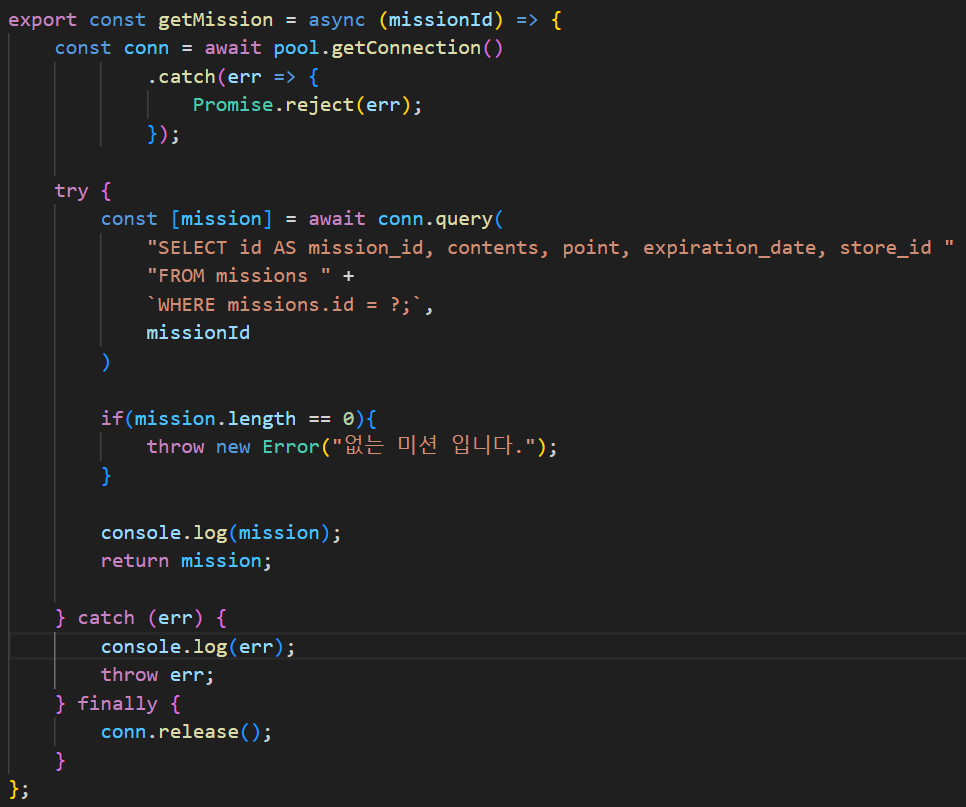 export const getMission = async (missionId) => {
    const conn = await pool.getConnection()
            .catch(err => {
                Promise.reject(err);
            });

    try {
        const [mission] = await conn.query(
            "SELECT id AS mission_id, contents, point, expiration_date, store_id "
            "FROM missions " +
            `WHERE missions.id = ?;`,
            missionId
        )

        if(mission.length == 0){
            throw new Error("없는 미션 입니다.");
        }

        console.log(mission);
        return mission;

    } catch (err) {
        console.log(err);
        throw err;
    } finally {
        conn.release();
    }
};